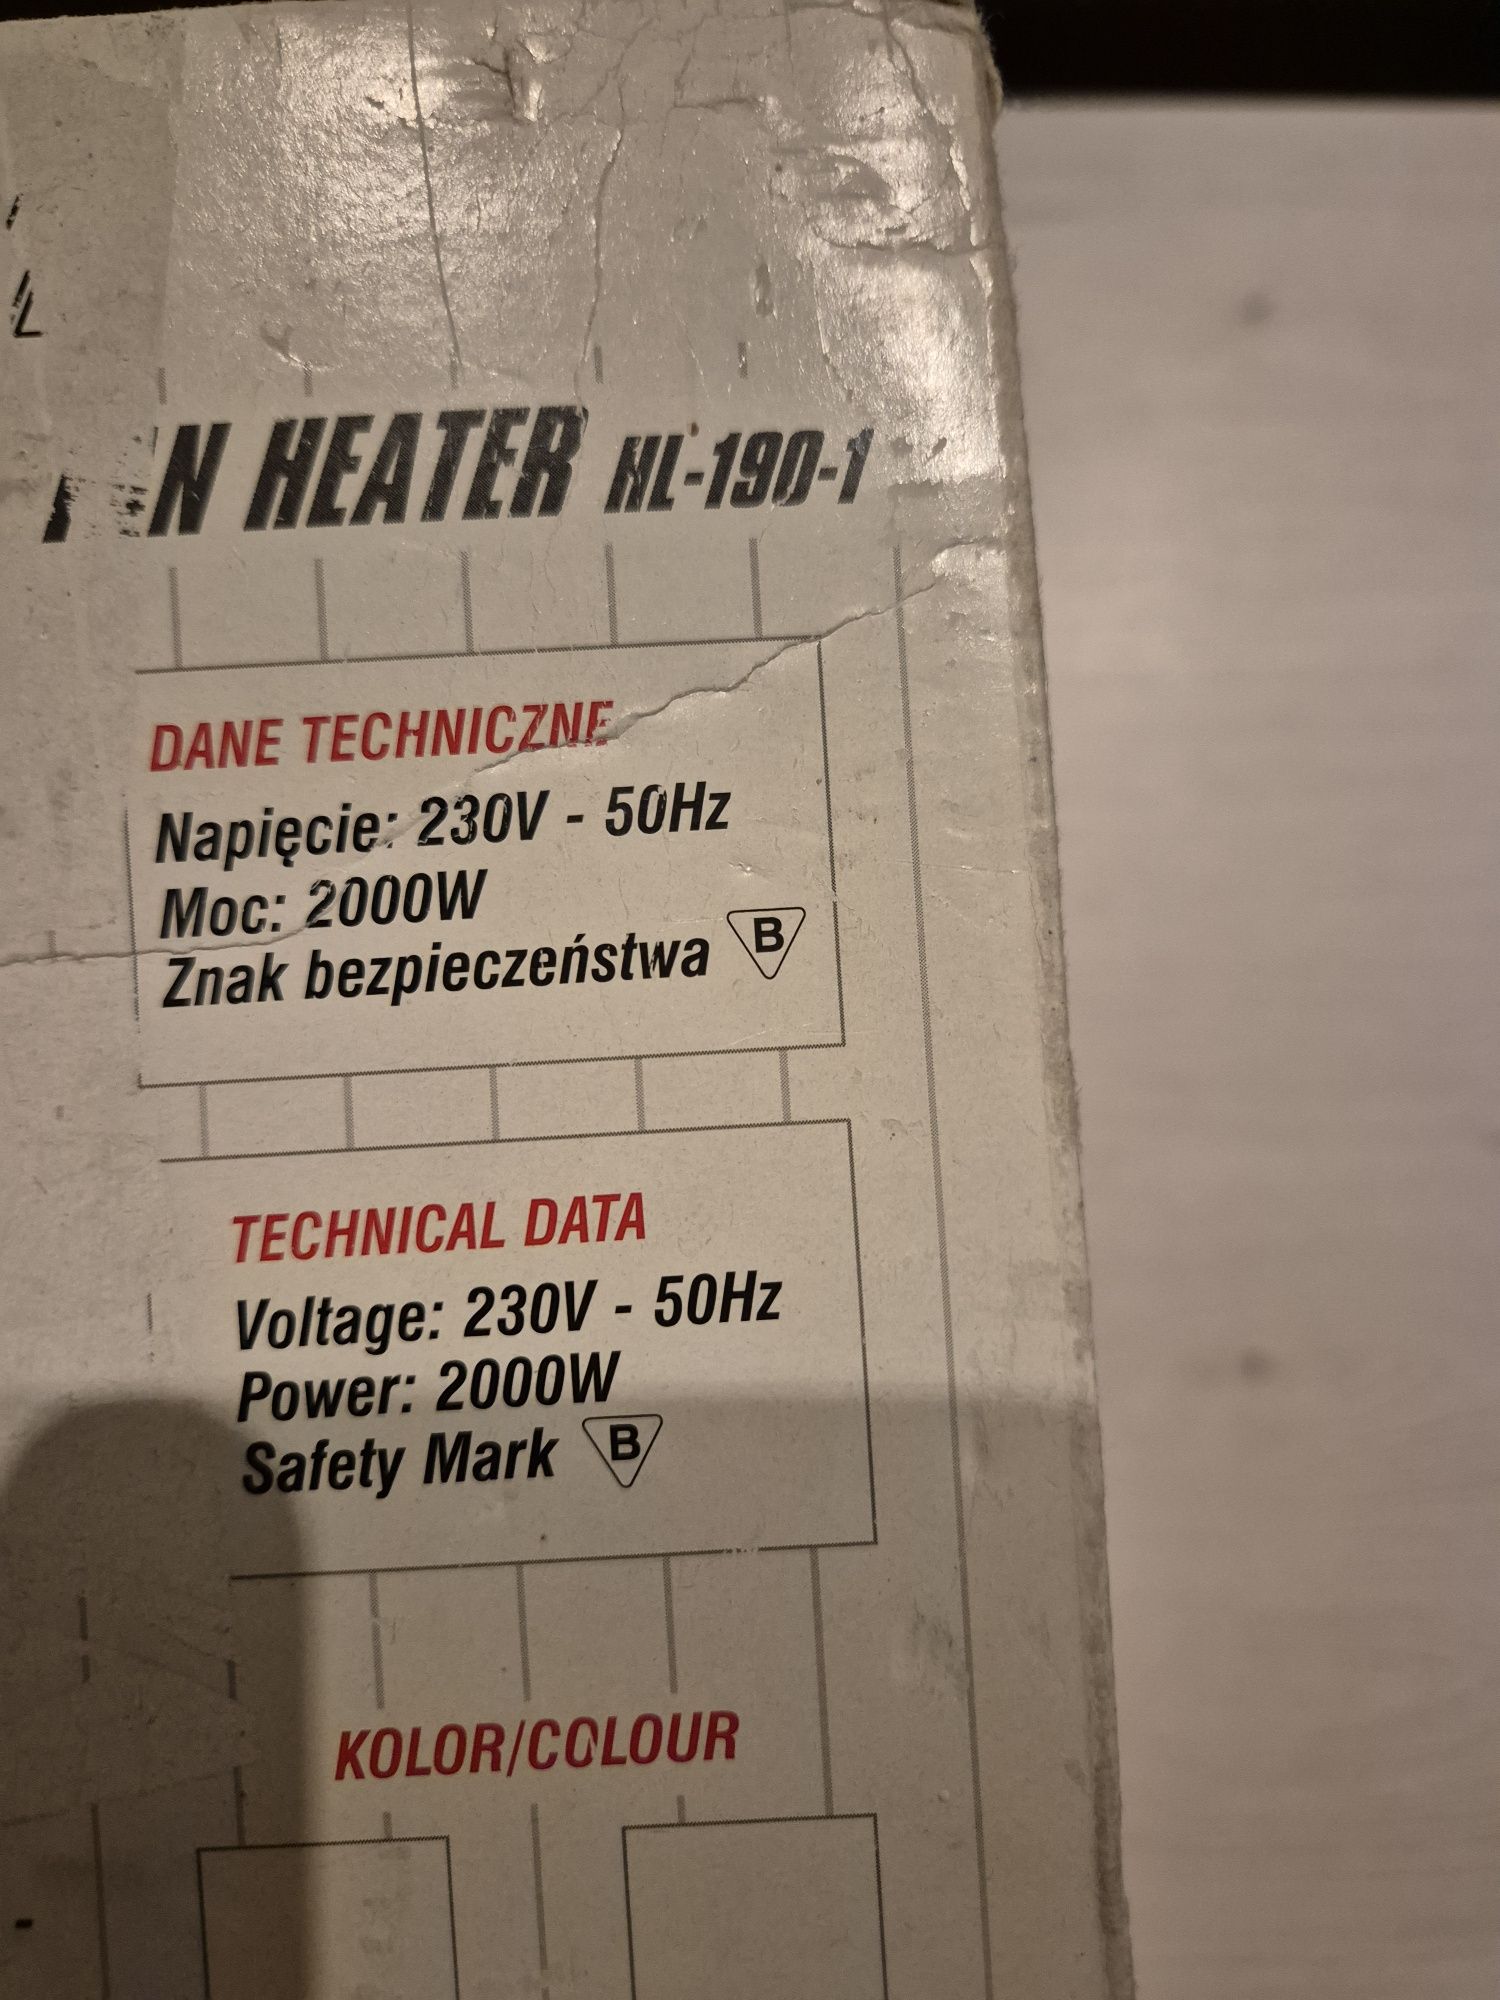 HEATER HL-190-1
DANE TECHNICZNE
Napięcie: 230V - 50Hz
Moc: 2000W
Znak bezpieczeństwa B
TECHNICAL DATA
Voltage: 230V - 50Hz
Power: 2000W
Safety Mark B
KOLOR/COLOUR